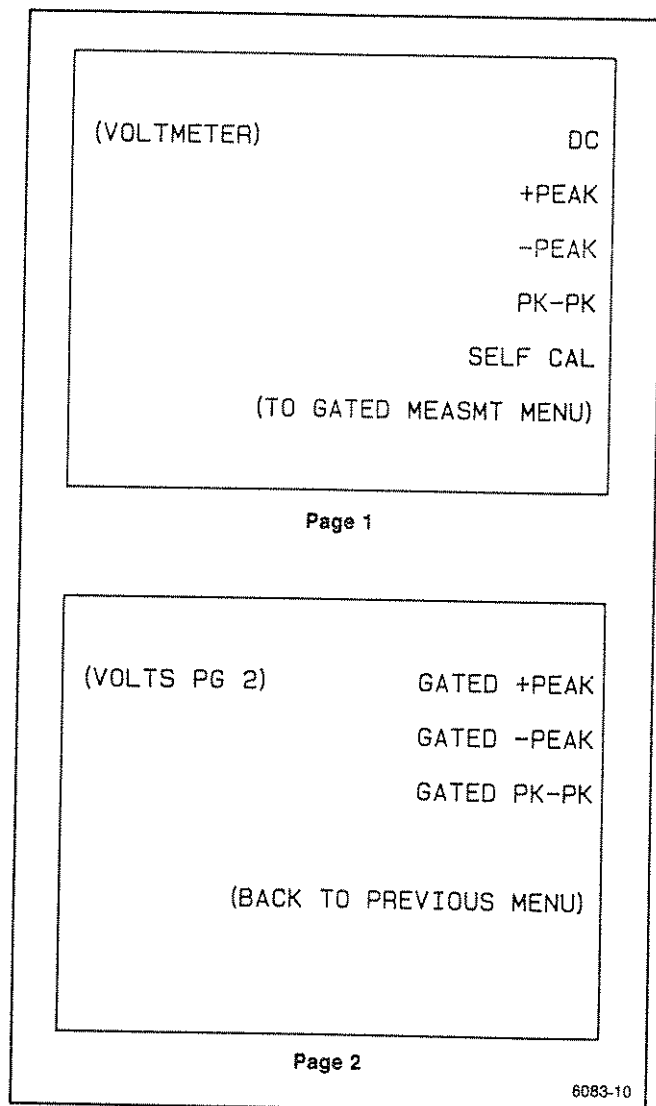 (VOLTMETER) DC
+PEAK
-PEAK
PK-PK
SELF CAL
(TO GATED MEASMT MENU)
Page 1
(VOLTS PG 2) GATED +PEAK
GATED -PEAK
GATED PK-PK
(BACK TO PREVIOUS MENU)
Page 2
6083-10